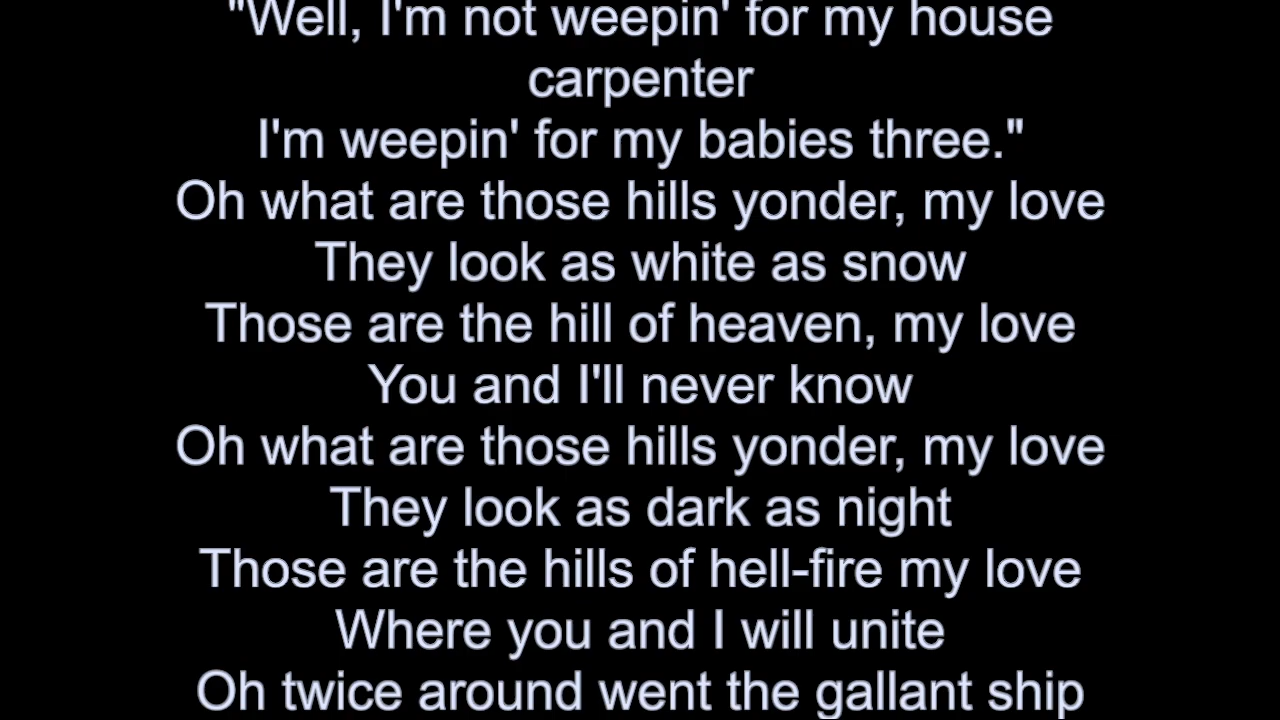 "Well, I'm not weepin' for my house
carpenter
I'm weepin' for my babies three."
Oh what are those hills yonder, my love
They look as white as snow
Those are the hill of heaven, my love
You and I'll never know
Oh what are those hills yonder, my love
They look as dark as night
Those are the hills of hell-fire my love
Where you and I will unite
Oh twice around went the gallant ship